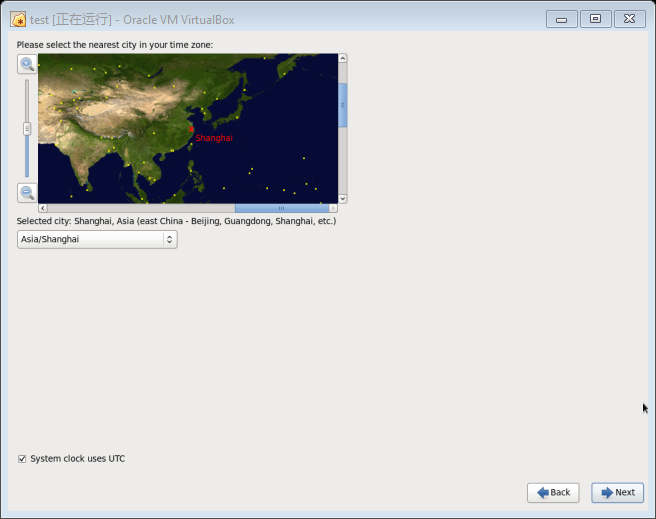 test [正在运行] - Oracle VM VirtualBox
Please select the nearest city in your time zone:
Shanghai
Selected city: Shanghai, Asia (east China - Beijing, Guangdong, Shanghai, etc.)
Asia/Shanghai
System clock uses UTC
Back
Next